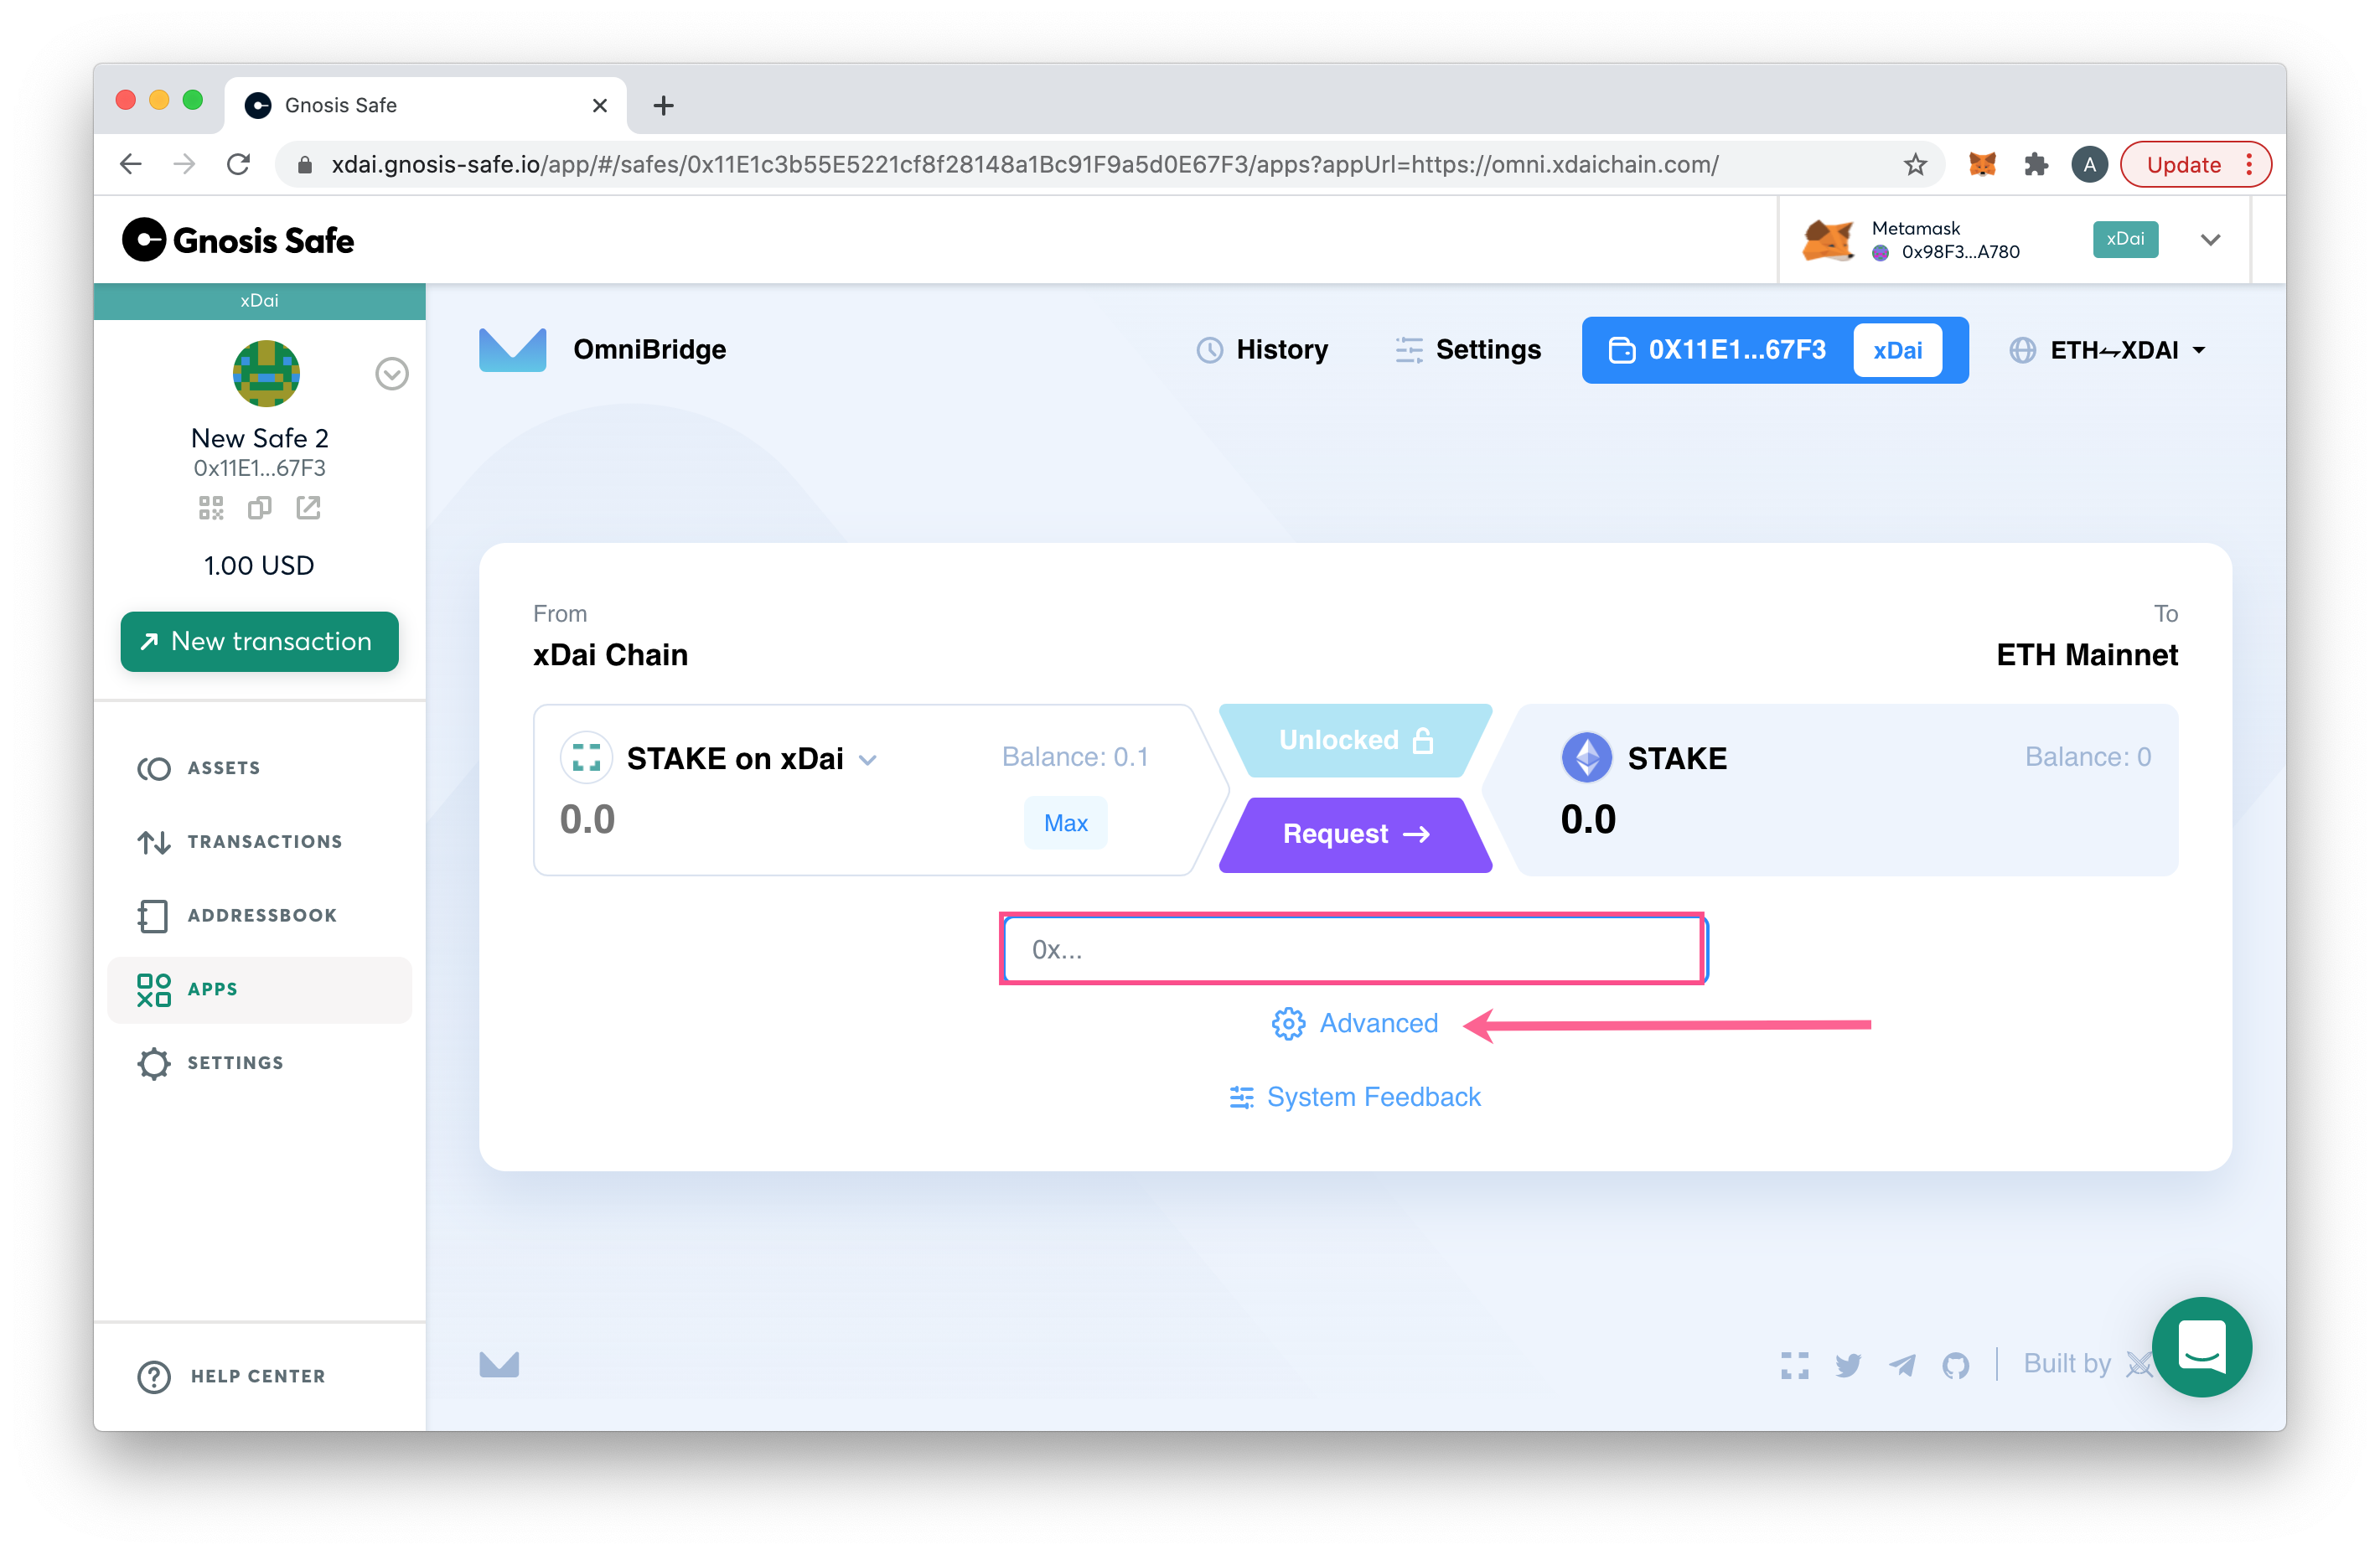 Gnosis Safe
xdai.gnosis-safe.io/app/#/safes/0x11E1c3b55E5221cf8f28148a1Bc91F9a5d0E67F3/apps?appUrl=https://omni.xdaichain.com/
A
Update
Gnosis Safe
Metamask
0x98F3...A780
xDai
xDai
New Safe 2
0x11E1...67F3
1.00 USD
New transaction
ASSETS
TRANSACTIONS
ADDRESSBOOK
APPS
SETTINGS
HELP CENTER
OmniBridge
History
Settings
0X11E1...67F3
xDai
ETH⇋XDAI
From
xDai Chain
To
ETH Mainnet
STAKE on xDai
Balance: 0.1
0.0
Max
Unlocked
Request →
STAKE
Balance: 0
0.0
0x...
Advanced
System Feedback
Built by